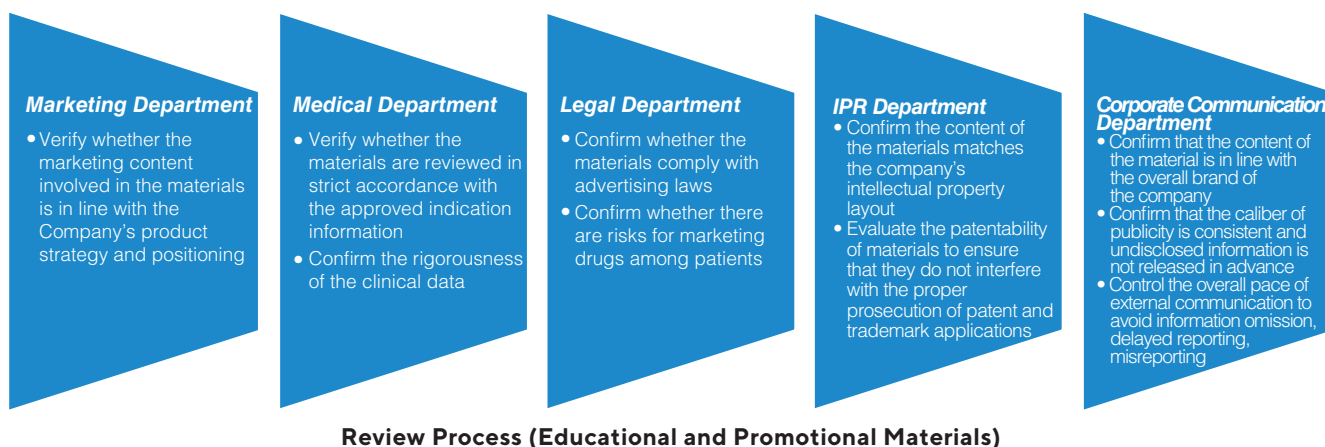 Marketing Department
• Verify whether the
marketing content
involved in the materials
is in line with the
Company's product
strategy and positioning
Medical Department
• Verify whether the
materials are reviewed in
strict accordance with
the approved indication
information
• Confirm the rigorousness
of the clinical data
Legal Department
• Confirm whether the
materials comply with
advertising laws
• Confirm whether there
are risks for marketing
drugs among patients
IPR Department
• Confirm the content of
the materials matches
the company's
intellectual property
layout
• Evaluate the patentability
of materials to ensure
that they do not interfere
with the proper
prosecution of patent and
trademark applications
Corporate Communication
Department
• Confirm that the content of
the material is in line with
the overall brand of
the company
• Confirm that the caliber of
publicity is consistent and
undisclosed information is
not released in advance
• Control the overall pace of
external communication to
avoid information omission,
delayed reporting,
misreporting
Review Process (Educational and Promotional Materials)